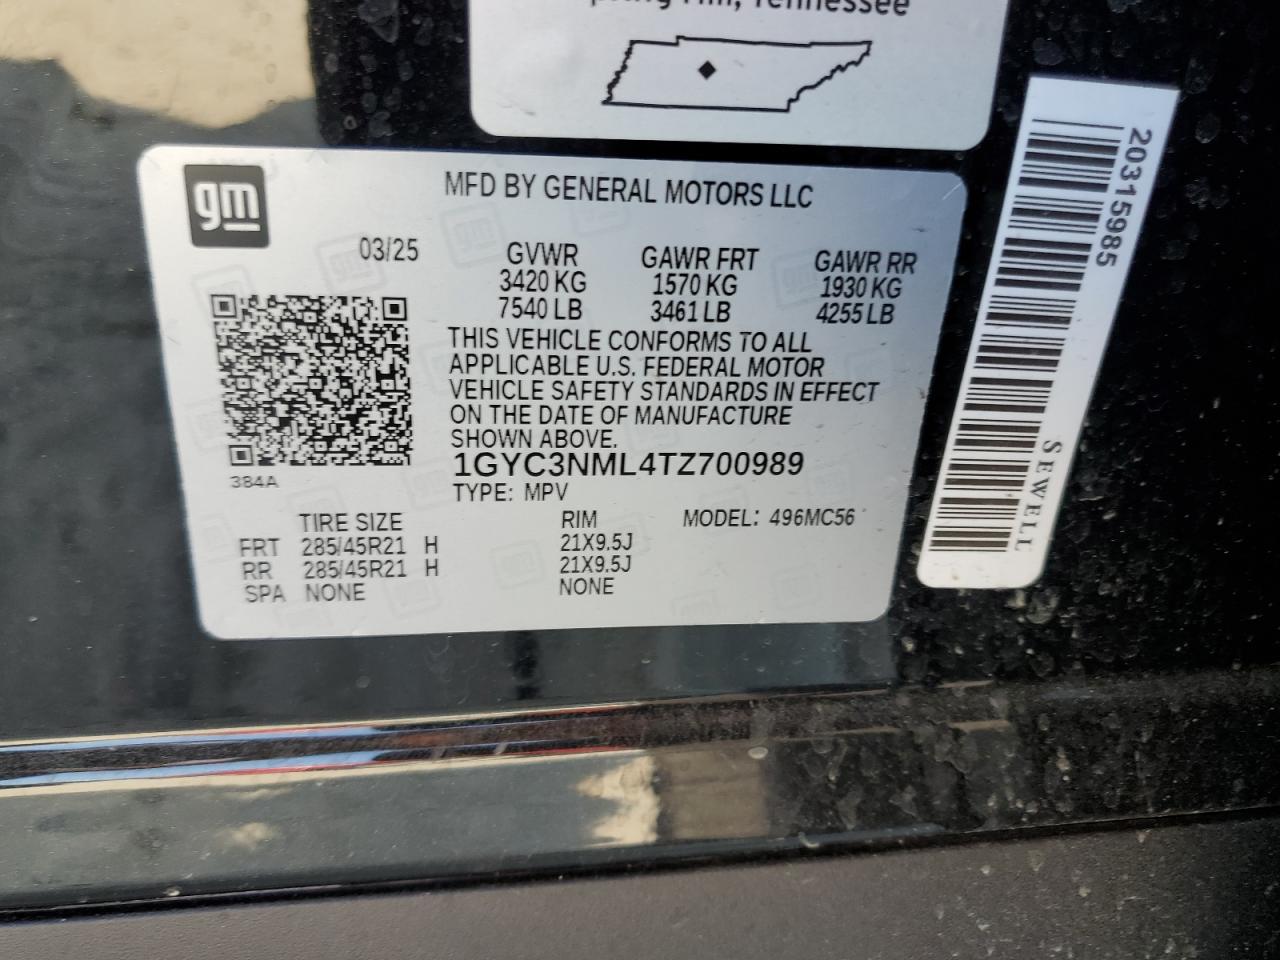 Hill, Tennessee
gm
MFD BY GENERAL MOTORS LLC
03/25
GVWR GAWR FRT GAWR RR
3420 KG 1570 KG 1930 KG
7540 LB 3461 LB 4255 LB
THIS VEHICLE CONFORMS TO ALL
APPLICABLE U.S. FEDERAL MOTOR
VEHICLE SAFETY STANDARDS IN EFFECT
ON THE DATE OF MANUFACTURE
SHOWN ABOVE.
384A
1GYC3NML4TZ700989
TYPE: MPV
TIRE SIZE RIM MODEL: 496MC56
FRT 285/45R21 H 21X9.5J
RR 285/45R21 H 21X9.5J
SPA NONE NONE
20315985
SEWELL